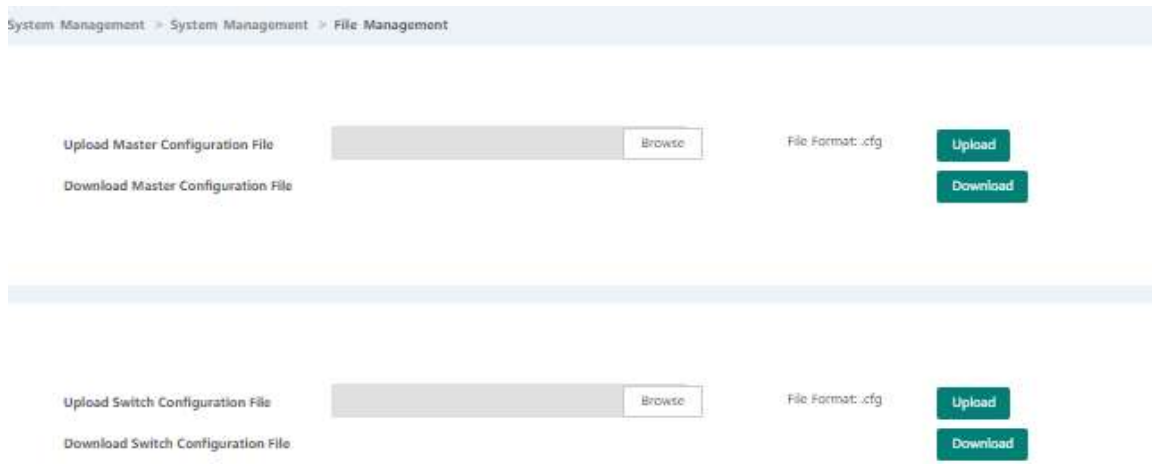 System Management > System Management > File Management
Upload Master Configuration File Browse File Format: .cfg Upload
Download Master Configuration File Download
Upload Switch Configuration File Browse File Format: .cfg Upload
Download Switch Configuration File Download